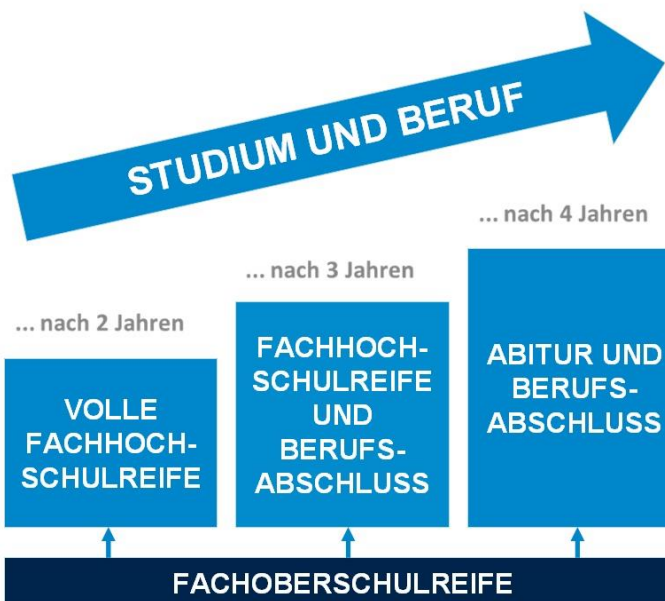 STUDIUM UND BERUF
... nach 4 Jahren
... nach 3 Jahren
... nach 2 Jahren
VOLLE
FACHHOCH-
SCHULREIFE
FACHHOCH-
SCHULREIFE
UND
BERUFS-
ABSCHLUSS
ABITUR UND
BERUFS-
ABSCHLUSS
FACHOBERSCHULREIFE